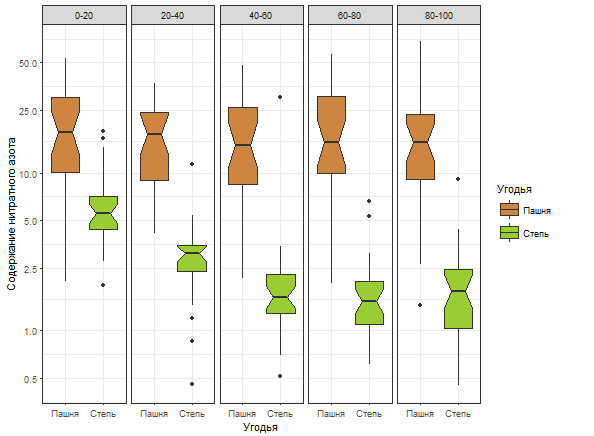 0-20 20-40 40-60 60-80 80-100
Содержание нитратного азота
50.0
25.0
10.0
5.0
2.5
1.0
0.5
Пашня Степь Пашня Степь Пашня Степь Пашня Степь Пашня Степь
Угодья
Угодья
Пашня
Степь